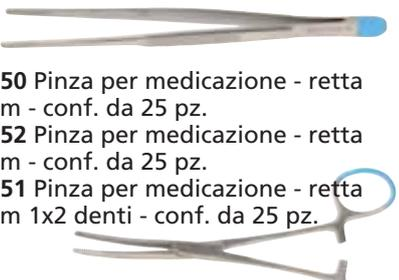 50 Pinza per medicazione - retta
m - conf. da 25 pz.
52 Pinza per medicazione - retta
m - conf. da 25 pz.
51 Pinza per medicazione - retta
m 1x2 denti - conf. da 25 pz.